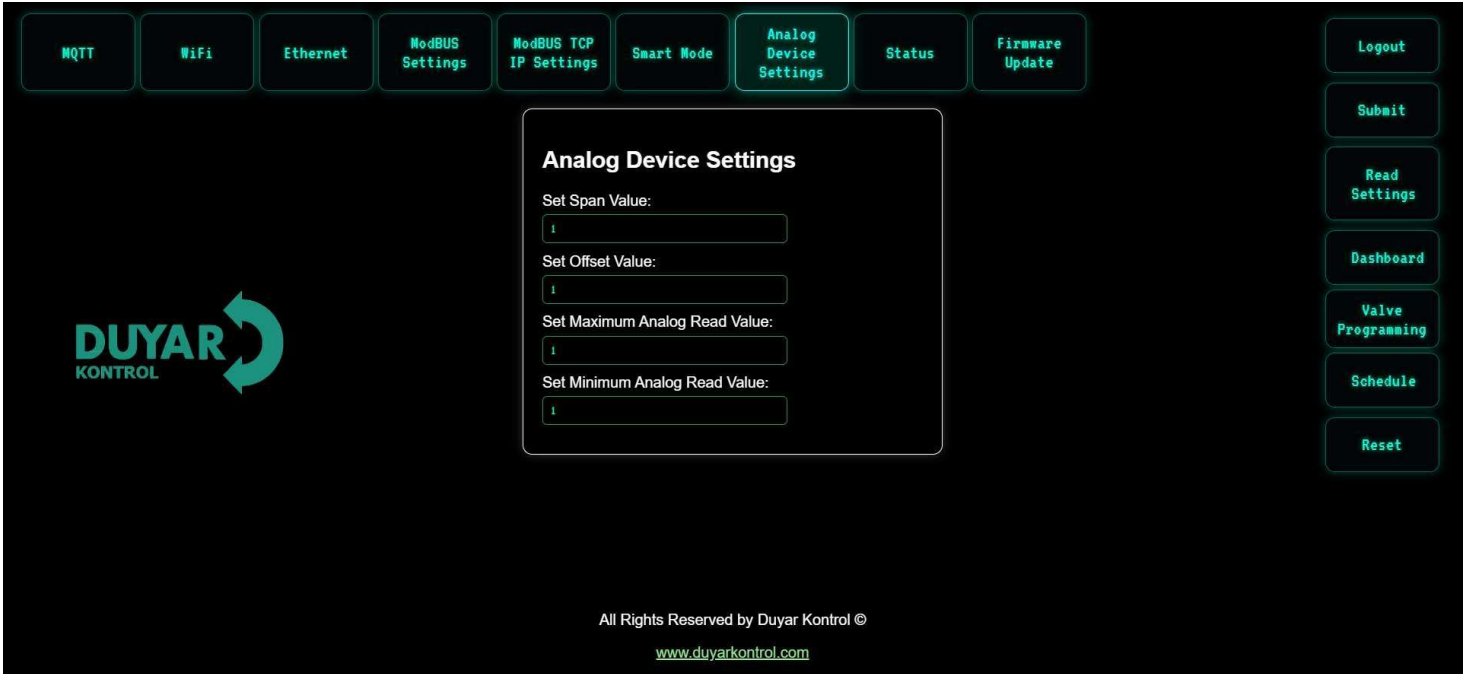 MQTT
WiFi
Ethernet
ModBUS
Settings
ModBUS TCP
IP Settings
Smart Mode
Analog
Device
Settings
Status
Firmware
Update
Logout
Submit
Read
Settings
Dashboard
Valve
Programming
Schedule
Reset
Analog Device Settings
Set Span Value:
1
Set Offset Value:
1
Set Maximum Analog Read Value:
1
Set Minimum Analog Read Value:
1
DUYAR
KONTROL
All Rights Reserved by Duyar Kontrol ©
www.duyarkontrol.com